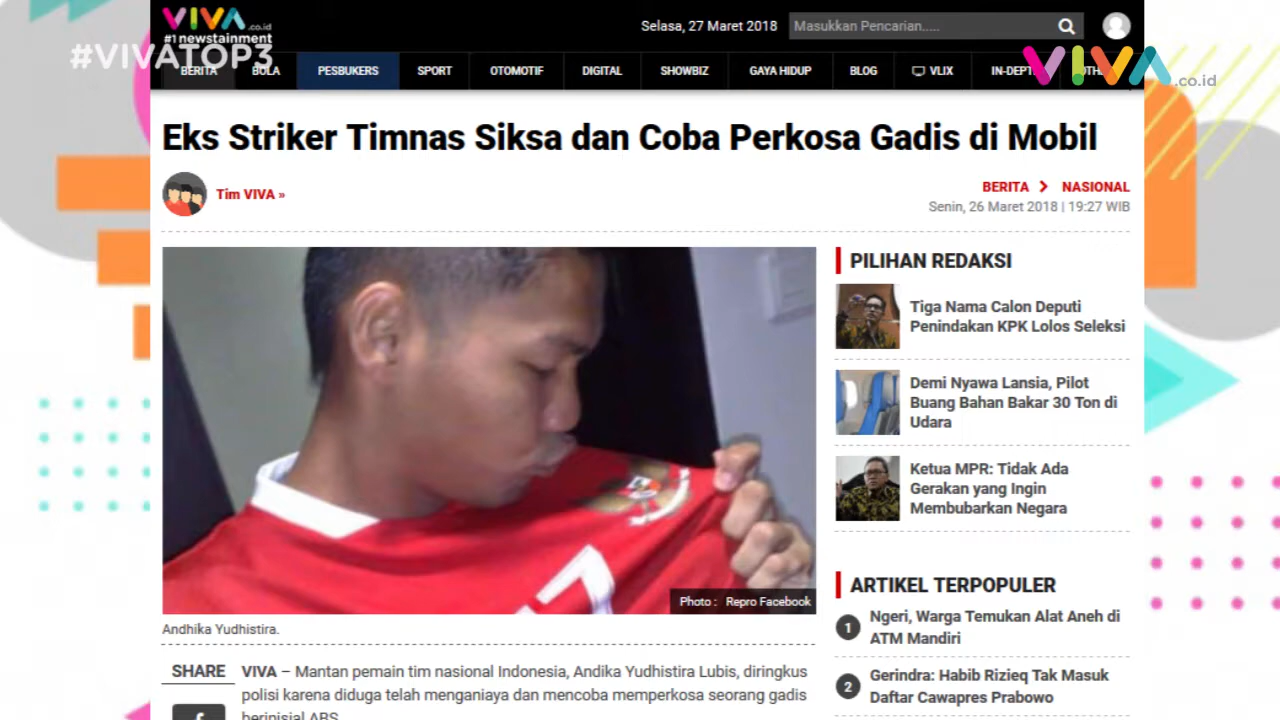 VIVA.co.id
#1 newstainment
#VIVATOP3
Selasa, 27 Maret 2018
Masukkan Pencarian.....
VIVA.co.id
BERITA
BOLA
PESBUKERS
SPORT
OTOMOTIF
DIGITAL
SHOWBIZ
GAYA HIDUP
BLOG
VLIX
IN-DEPT
Eks Striker Timnas Siksa dan Coba Perkosa Gadis di Mobil
Tim VIVA »
BERITA > NASIONAL
Senin, 26 Maret 2018 | 19:27 WIB
Photo : Repro Facebook
Andhika Yudhistira.
SHARE
VIVA – Mantan pemain tim nasional Indonesia, Andika Yudhistira Lubis, diringkus
polisi karena diduga telah menganiaya dan mencoba memperkosa seorang gadis
berinisial ABS
PILIHAN REDAKSI
Tiga Nama Calon Deputi
Penindakan KPK Lolos Seleksi
Demi Nyawa Lansia, Pilot
Buang Bahan Bakar 30 Ton di
Udara
Ketua MPR: Tidak Ada
Gerakan yang Ingin
Membubarkan Negara
ARTIKEL TERPOPULER
1 Ngeri, Warga Temukan Alat Aneh di
ATM Mandiri
2 Gerindra: Habib Rizieq Tak Masuk
Daftar Cawapres Prabowo